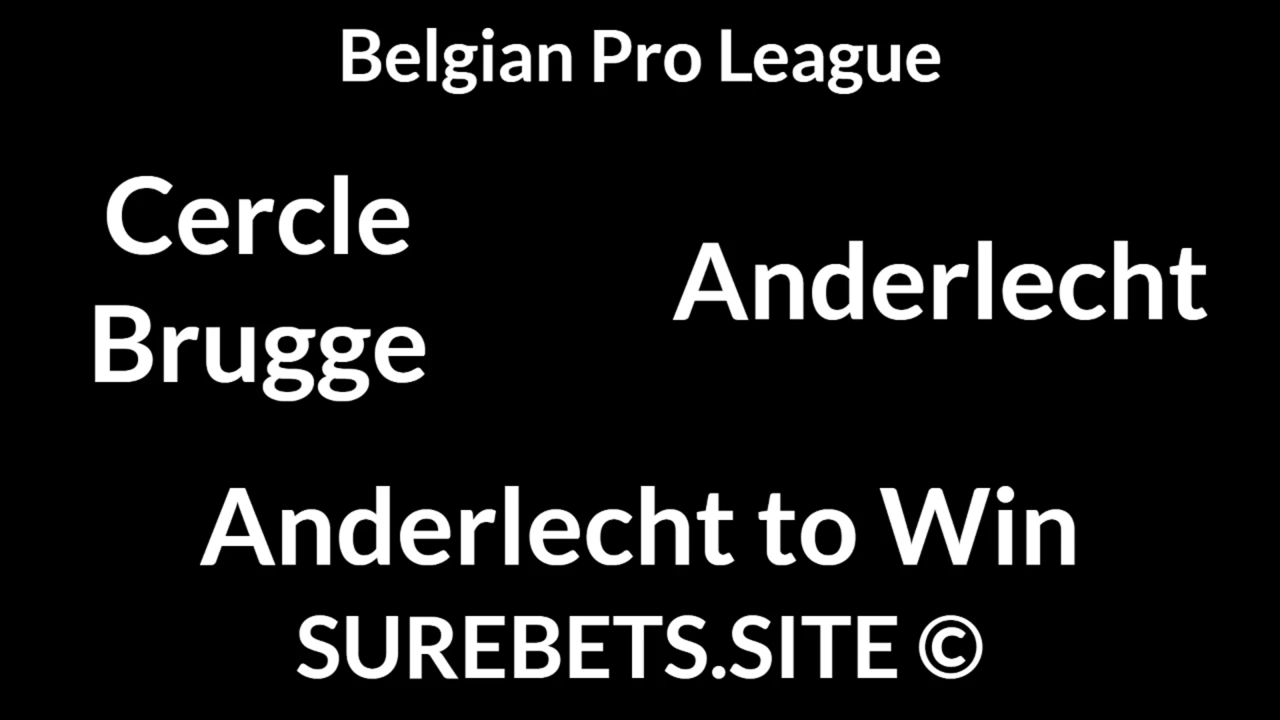 Belgian Pro League
Cercle
Brugge
Anderlecht
Anderlecht to Win
SUREBETS.SITE ©